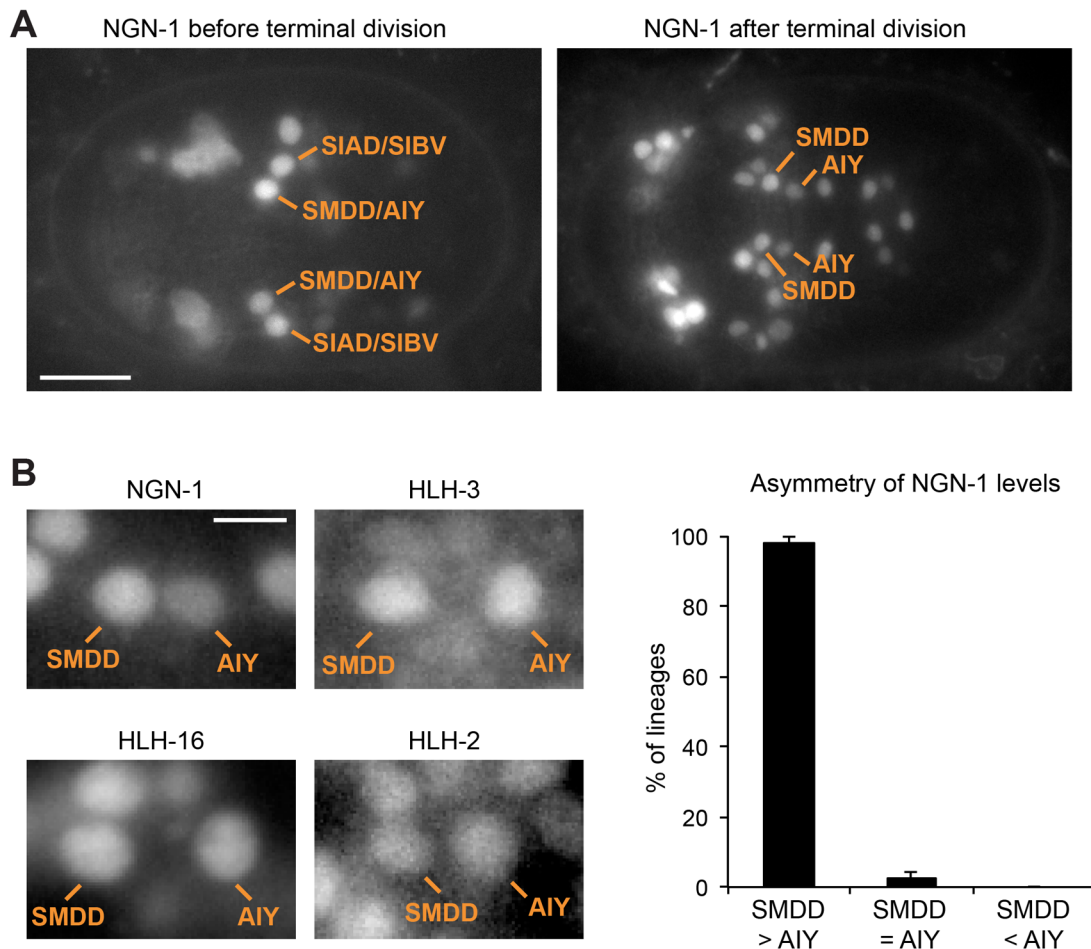 A
NGN-1 before terminal division
NGN-1 after terminal division
SIAD/SIBV
SMDD/AIY
SMDD/AIY
SIAD/SIBV
SMDD
AIY
AIY
SMDD
B
NGN-1
HLH-3
SMDD
AIY
SMDD
AIY
HLH-16
HLH-2
SMDD
AIY
SMDD
AIY
Asymmetry of NGN-1 levels
% of lineages
100
80
60
40
20
0
SMDD
> AIY
SMDD
= AIY
SMDD
< AIY